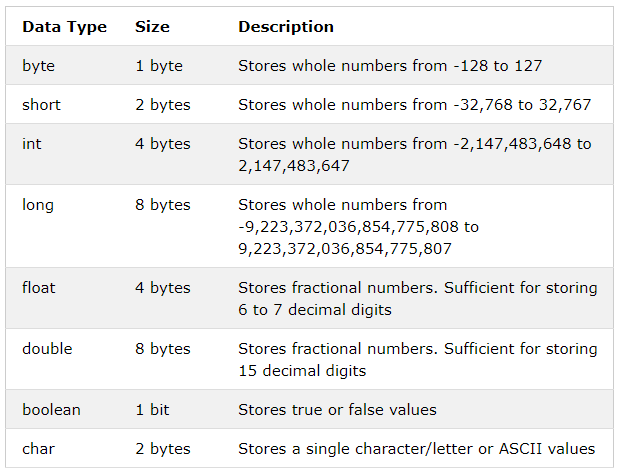 Data Type Size Description
byte 1 byte Stores whole numbers from -128 to 127
short 2 bytes Stores whole numbers from -32,768 to 32,767
int 4 bytes Stores whole numbers from -2,147,483,648 to
2,147,483,647
long 8 bytes Stores whole numbers from
-9,223,372,036,854,775,808 to
9,223,372,036,854,775,807
float 4 bytes Stores fractional numbers. Sufficient for storing
6 to 7 decimal digits
double 8 bytes Stores fractional numbers. Sufficient for storing
15 decimal digits
boolean 1 bit Stores true or false values
char 2 bytes Stores a single character/letter or ASCII values